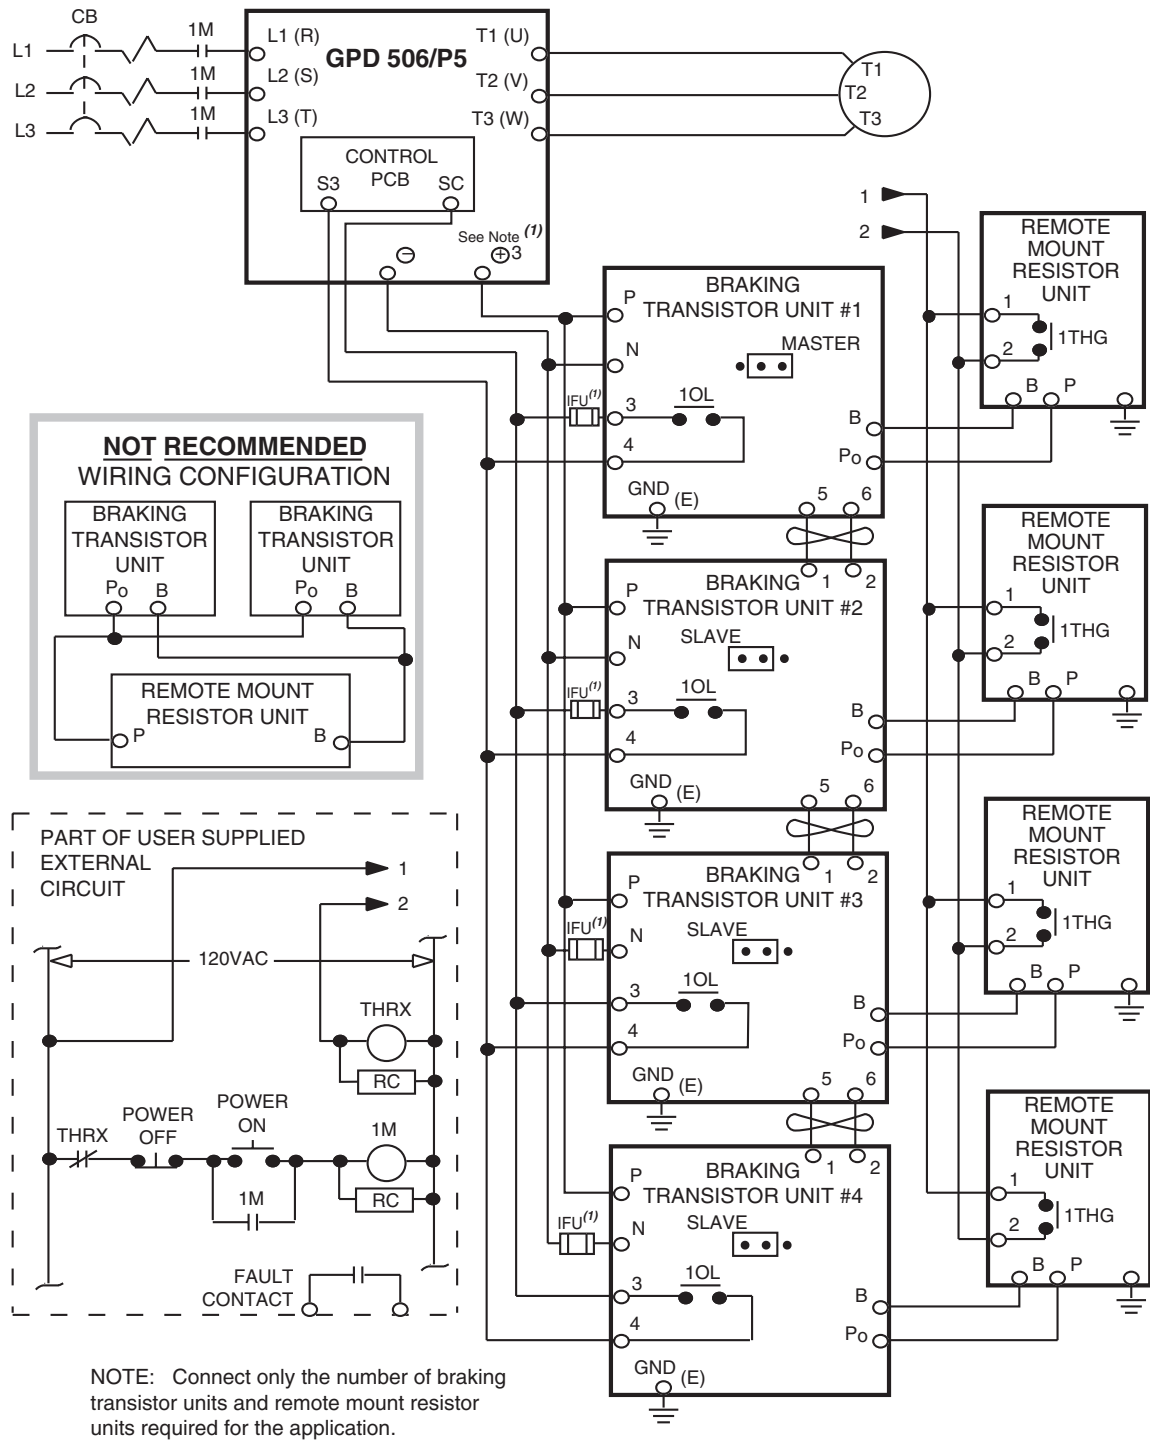 CB
L1
L2
L3
1M
1M
1M
L1 (R)
L2 (S)
L3 (T)
GPD 506/P5
T1 (U)
T2 (V)
T3 (W)
T1
T2
T3
CONTROL
PCB
S3
SC
See Note (1)
−
+ 3
1
2
NOT RECOMMENDED
WIRING CONFIGURATION
BRAKING
TRANSISTOR
UNIT
Po
B
BRAKING
TRANSISTOR
UNIT
Po
B
REMOTE MOUNT
RESISTOR UNIT
P
B
BRAKING
TRANSISTOR UNIT #1
MASTER
P
N
IFU(1)
3
1OL
4
B
Po
GND (E)
5
6
REMOTE
MOUNT
RESISTOR
UNIT
1
2
1THG
B
P
BRAKING
TRANSISTOR UNIT #2
1
2
SLAVE
P
N
IFU(1)
3
1OL
4
B
Po
GND (E)
5
6
REMOTE
MOUNT
RESISTOR
UNIT
1
2
1THG
B
P
BRAKING
TRANSISTOR UNIT #3
1
2
SLAVE
P
IFU(1)
N
3
1OL
4
B
Po
GND (E)
5
6
REMOTE
MOUNT
RESISTOR
UNIT
1
2
1THG
B
P
BRAKING
TRANSISTOR UNIT #4
1
2
SLAVE
P
IFU(1)
N
3
1OL
4
B
Po
GND (E)
REMOTE
MOUNT
RESISTOR
UNIT
1
2
1THG
B
P
PART OF USER SUPPLIED
EXTERNAL
CIRCUIT
1
2
120VAC
THRX
RC
THRX
POWER
OFF
POWER
ON
1M
1M
RC
FAULT
CONTACT
NOTE: Connect only the number of braking
transistor units and remote mount resistor
units required for the application.